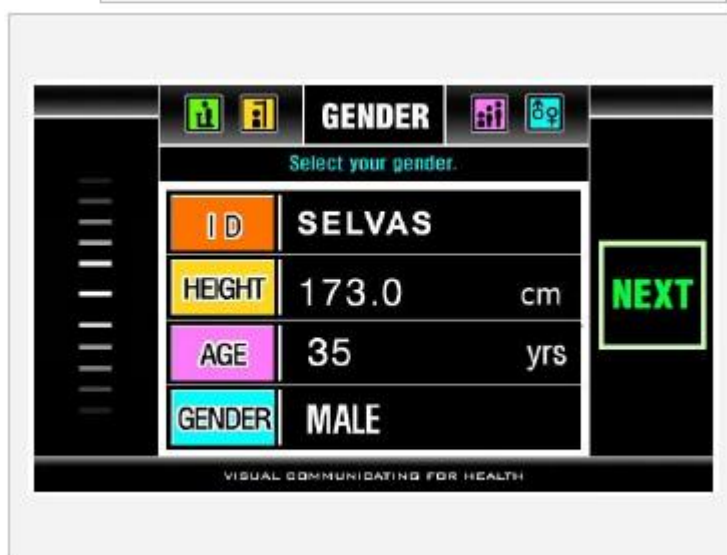 GENDER
Select your gender.
ID SELVAS
HEIGHT 173.0 cm
AGE 35 yrs
GENDER MALE
NEXT
VISUAL COMMUNICATING FOR HEALTH